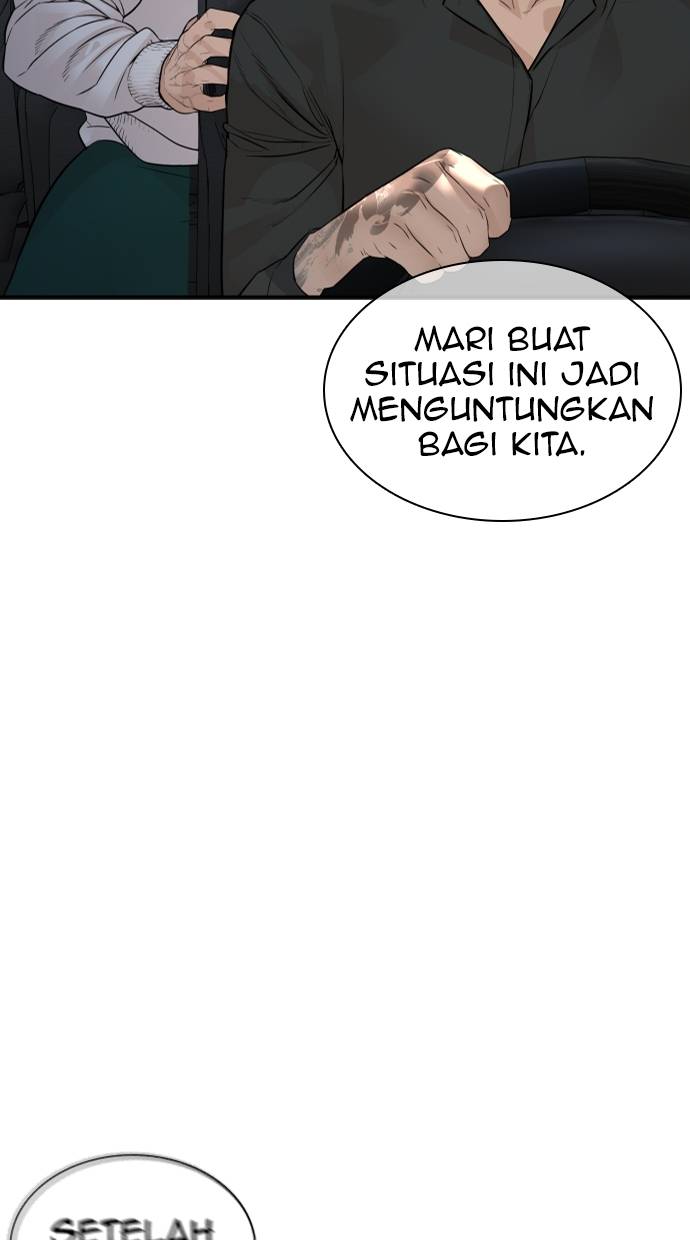 MARI BUAT
SITUASI INI JADI
MENGUNTUNGKAN
BAGI KITA.
SETELAH